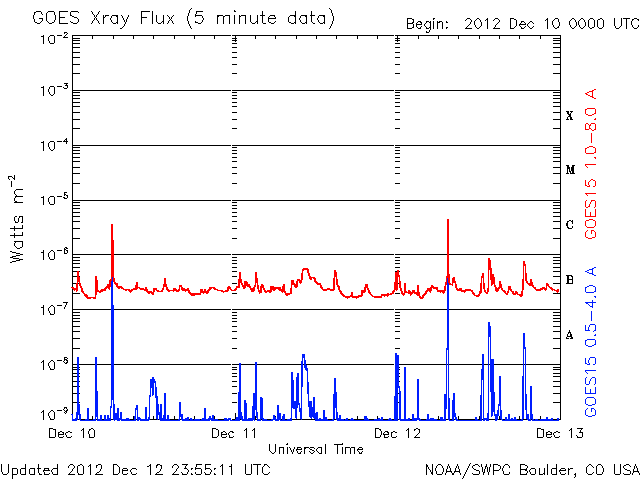 GOES Xray Flux (5 minute data)
Begin: 2012 Dec 10 0000 UTC
10-2
10-3
10-4
10-5
10-6
10-7
10-8
10-9
Watts m-2
X
M
C
B
A
GOES15 1.0-8.0 A
GOES15 0.5-4.0 A
Dec 10
Dec 11
Dec 12
Dec 13
Universal Time
Updated 2012 Dec 12 23:55:11 UTC
NOAA/SWPC Boulder, CO USA